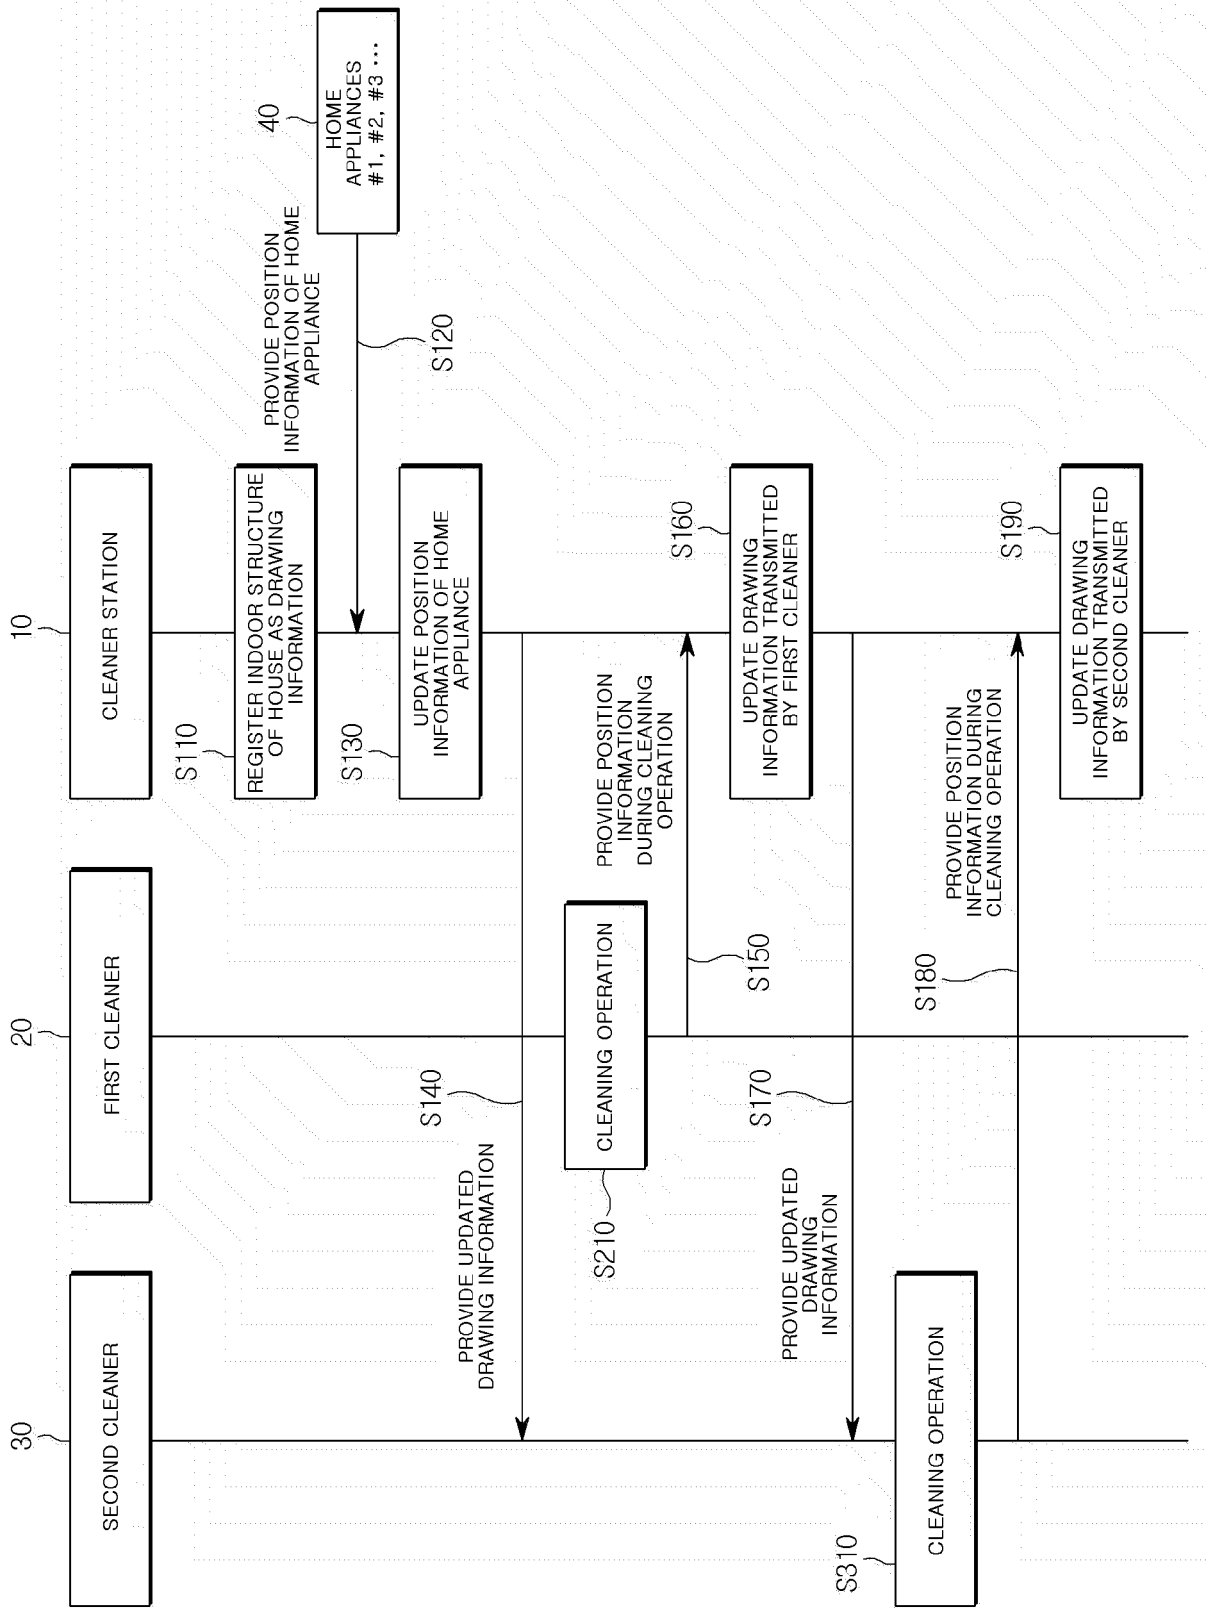 30
20
10
SECOND CLEANER
FIRST CLEANER
CLEANER STATION
S110
REGISTER INDOOR STRUCTURE
OF HOUSE AS DRAWING
INFORMATION
40
HOME
APPLIANCES
#1, #2, #3 ...
PROVIDE POSITION
INFORMATION OF HOME
APPLIANCE
S120
S130
UPDATE POSITION
INFORMATION OF HOME
APPLIANCE
PROVIDE UPDATED
DRAWING INFORMATION
S140
S210
CLEANING OPERATION
PROVIDE POSITION
INFORMATION
DURING CLEANING
OPERATION
S150
S160
UPDATE DRAWING
INFORMATION TRANSMITTED
BY FIRST CLEANER
PROVIDE UPDATED
DRAWING
INFORMATION
S170
S310
CLEANING OPERATION
PROVIDE POSITION
INFORMATION DURING
CLEANING OPERATION
S180
S190
UPDATE DRAWING
INFORMATION TRANSMITTED
BY SECOND CLEANER